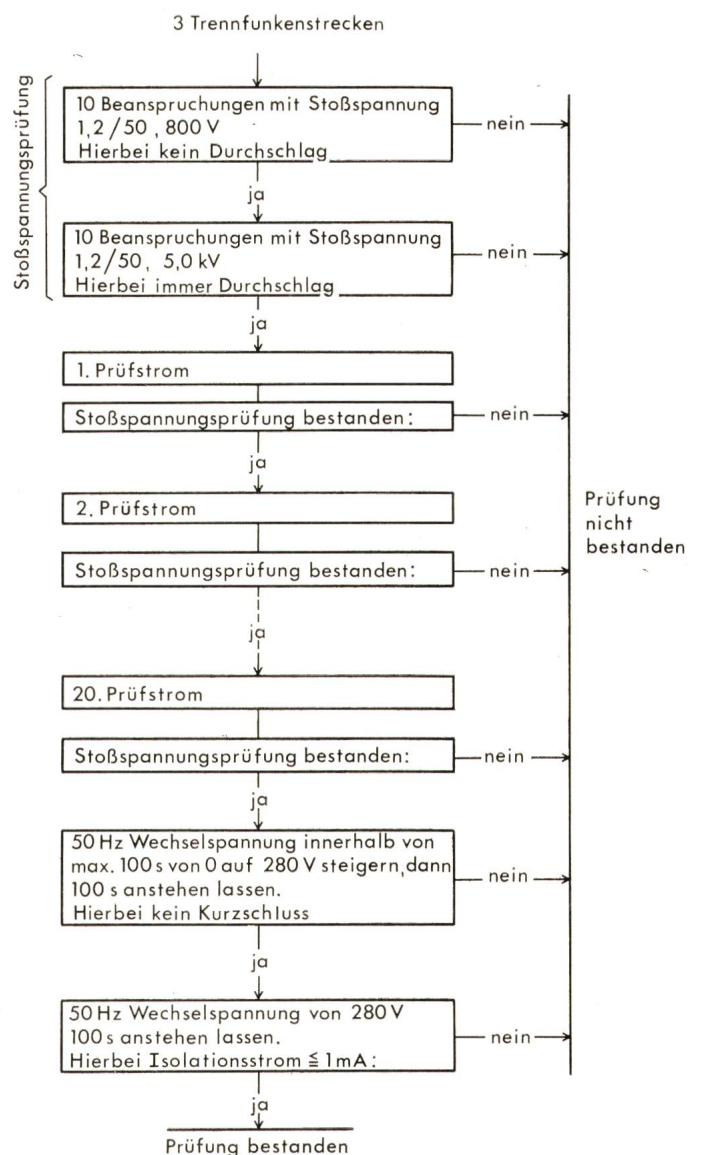 3 Trennfunkenstrecken
Stoßspannungsprüfung
10 Beanspruchungen mit Stoßspannung
1,2/50 , 800 V
Hierbei kein Durchschlag
nein
ja
10 Beanspruchungen mit Stoßspannung
1,2/50, 5,0 kV
Hierbei immer Durchschlag
nein
ja
1. Prüfstrom
Stoßspannungsprüfung bestanden:
nein
ja
2. Prüfstrom
Prüfung
nicht
bestanden
Stoßspannungsprüfung bestanden:
nein
ja
20. Prüfstrom
Stoßspannungsprüfung bestanden:
nein
ja
50 Hz Wechselspannung innerhalb von
max. 100 s von 0 auf 280 V steigern, dann
100 s anstehen lassen.
Hierbei kein Kurzschluss
nein
ja
50 Hz Wechselspannung von 280 V
100 s anstehen lassen.
Hierbei Isolationsstrom ≦ 1mA:
nein
ja
Prüfung bestanden